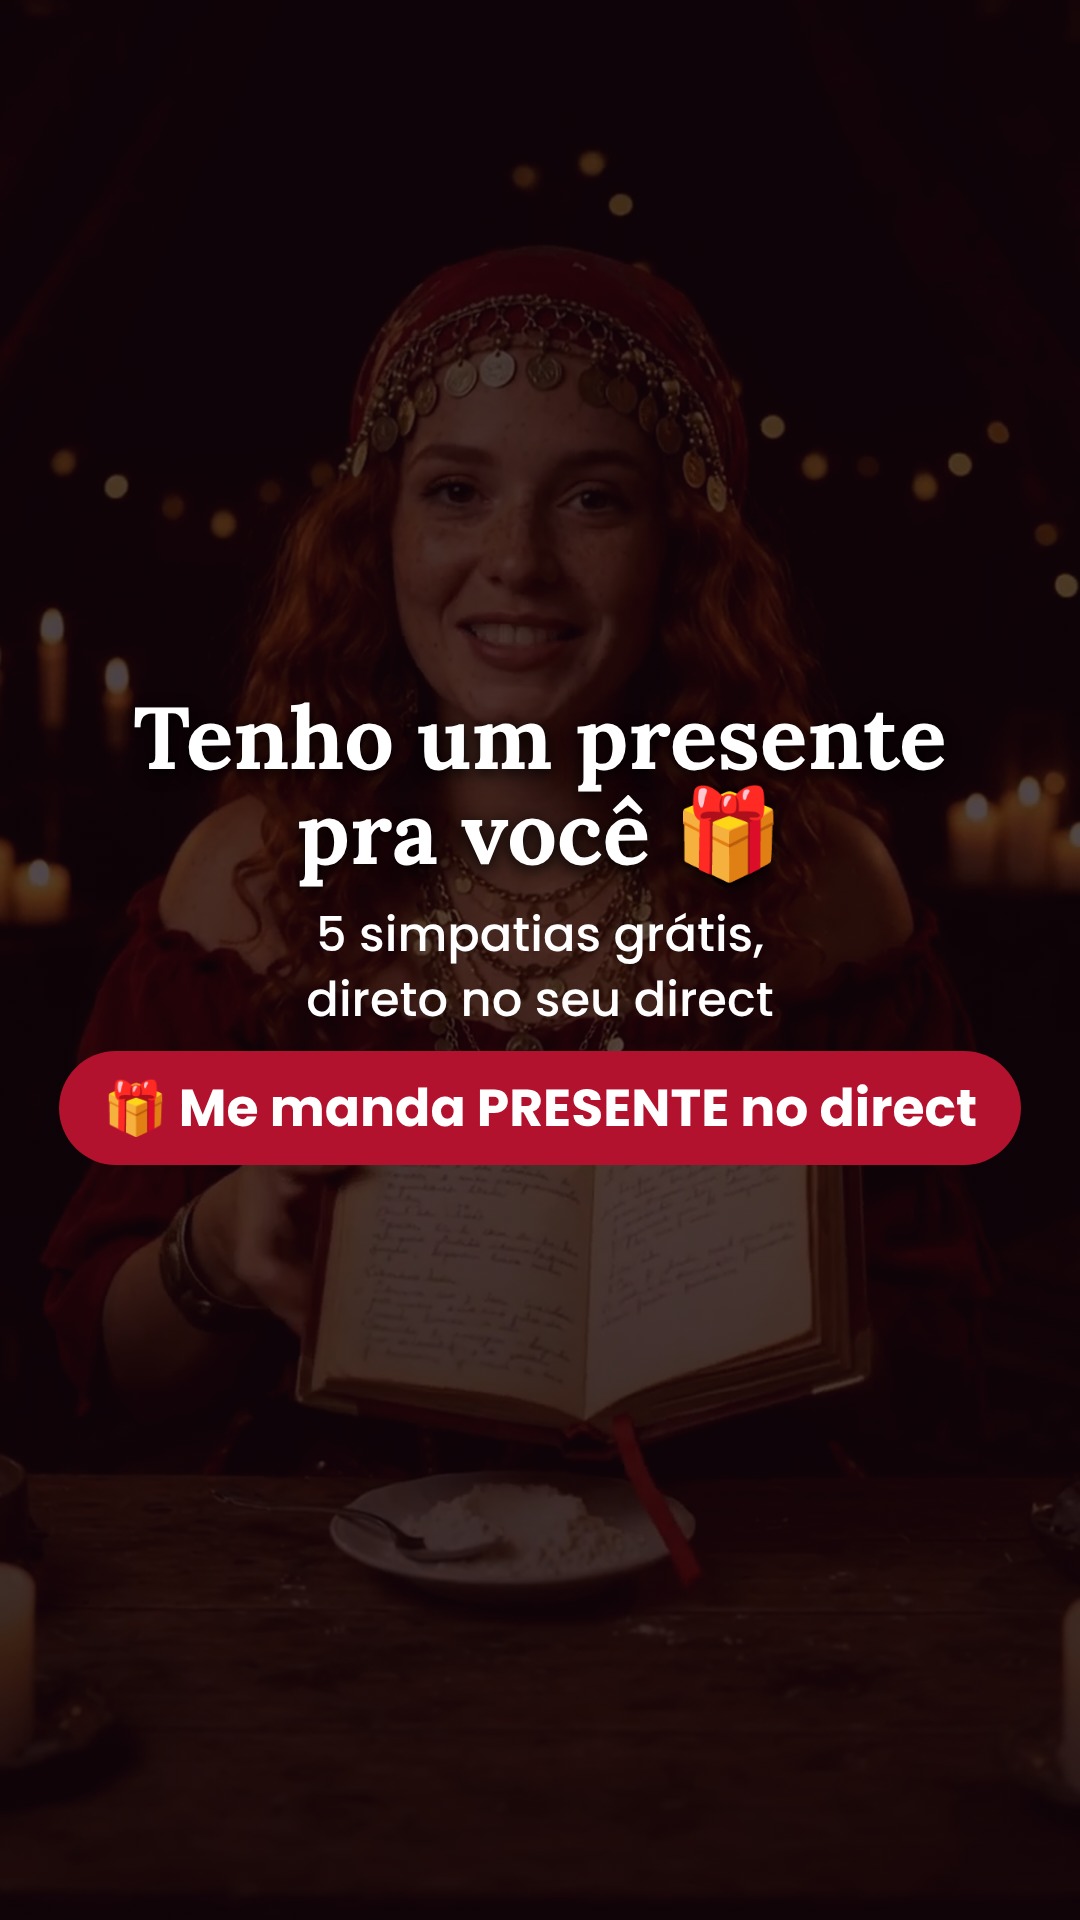 Tenho um presente
pra você 🎁
5 simpatias grátis,
direto no seu direct
🎁 Me manda PRESENTE no direct